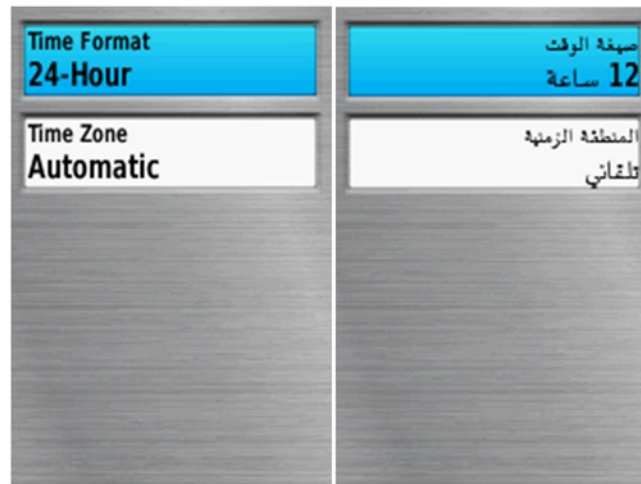 Time Format
24-Hour
Time Zone
Automatic
صيغة الوقت
12 ساعة
المنطقة الزمنية
تلقائي